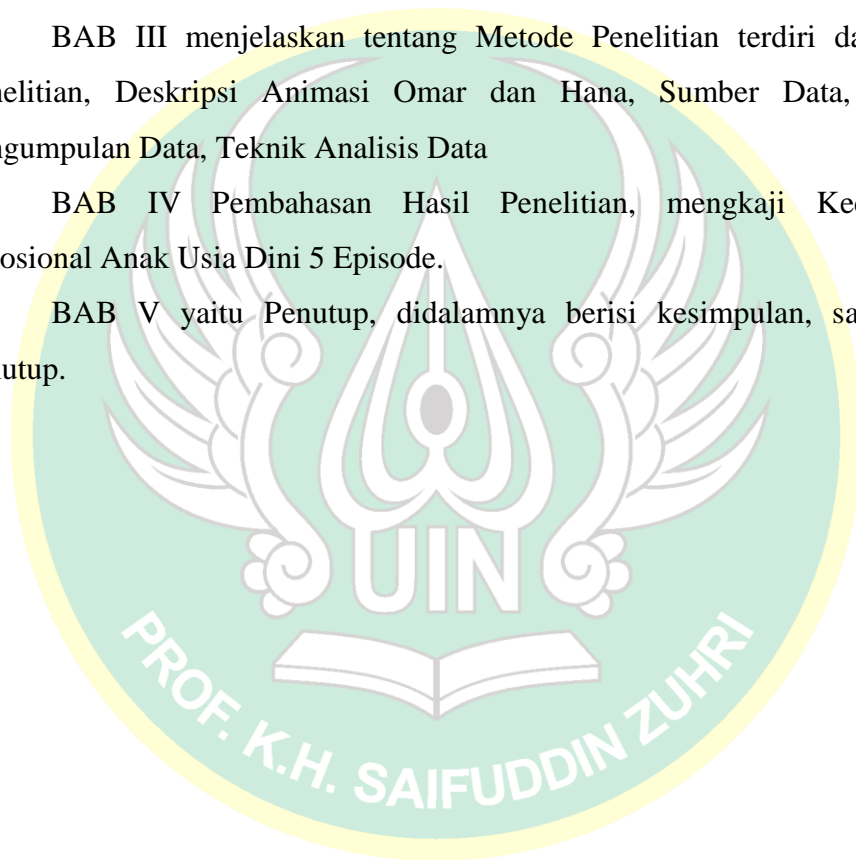 BAB III menjelaskan tentang Metode Penelitian terdiri da
nelitian, Deskripsi Animasi Omar dan Hana, Sumber Data,
ngumpulan Data, Teknik Analisis Data
BAB IV Pembahasan Hasil Penelitian, mengkaji Kec
osional Anak Usia Dini 5 Episode.
BAB V yaitu Penutup, didalamnya berisi kesimpulan, sa
utup.
UIN
PROF. K.H. SAIFUDDIN ZUHRI